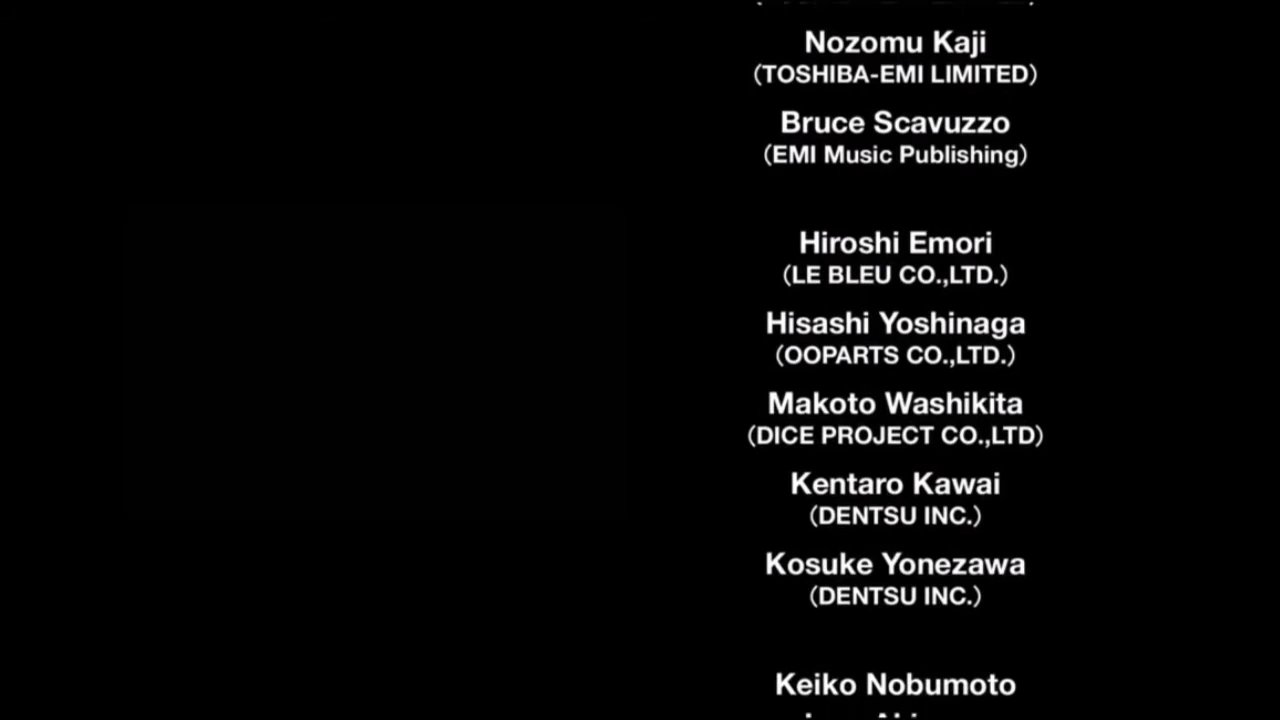 Nozomu Kaji
(TOSHIBA-EMI LIMITED)
Bruce Scavuzzo
(EMI Music Publishing)
Hiroshi Emori
(LE BLEU CO.,LTD.)
Hisashi Yoshinaga
(OOPARTS CO.,LTD.)
Makoto Washikita
(DICE PROJECT CO.,LTD)
Kentaro Kawai
(DENTSU INC.)
Kosuke Yonezawa
(DENTSU INC.)
Keiko Nobumoto